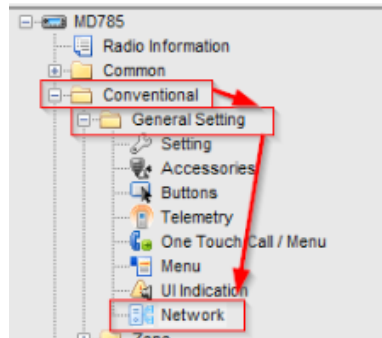 MD785
Radio Information
Common
Conventional
General Setting
Setting
Accessories
Buttons
Telemetry
One Touch Call / Menu
Menu
UI Indication
Network
Zone